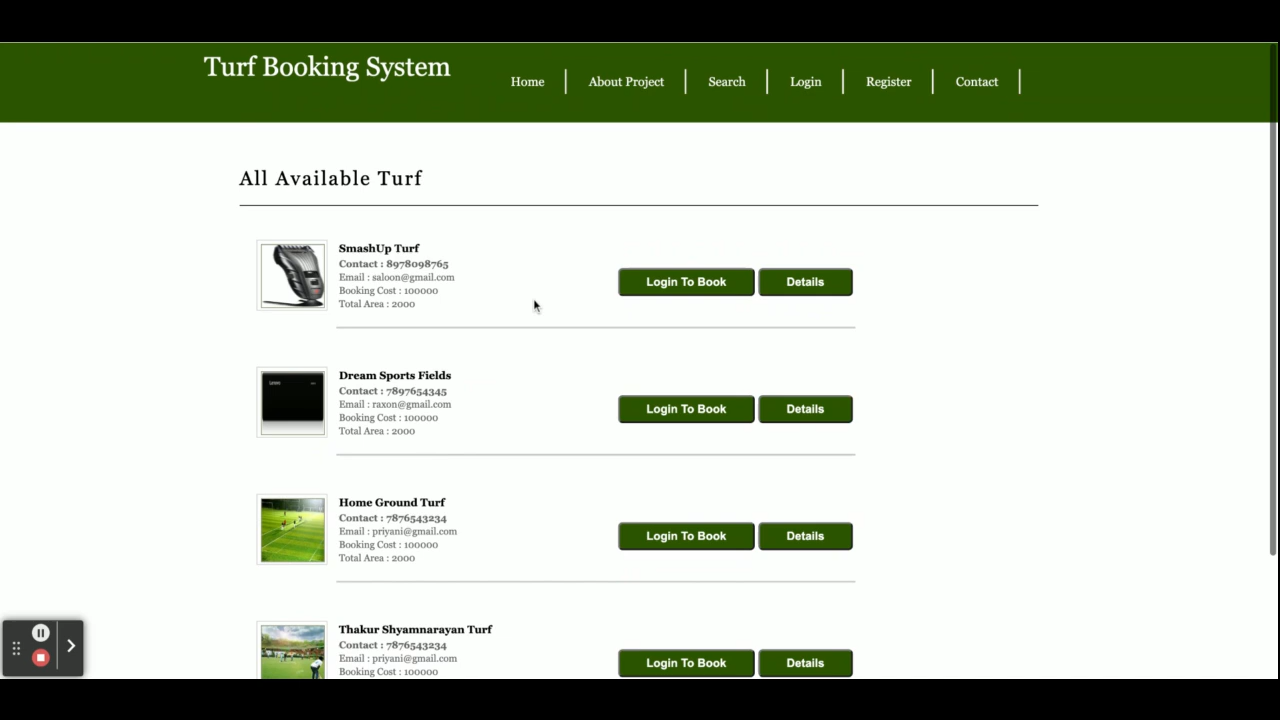 Turf Booking System
Home
About Project
Search
Login
Register
Contact
All Available Turf
SmashUp Turf
Contact : 8978098765
Email : saloon@gmail.com
Booking Cost : 100000
Total Area : 2000
Login To Book
Details
Dream Sports Fields
Contact : 7897654345
Email : raxon@gmail.com
Booking Cost : 100000
Total Area : 2000
Login To Book
Details
Home Ground Turf
Contact : 7876543234
Email : priyani@gmail.com
Booking Cost : 100000
Total Area : 2000
Login To Book
Details
Thakur Shyamnarayan Turf
Contact : 7876543234
Email : priyani@gmail.com
Booking Cost : 100000
Login To Book
Details